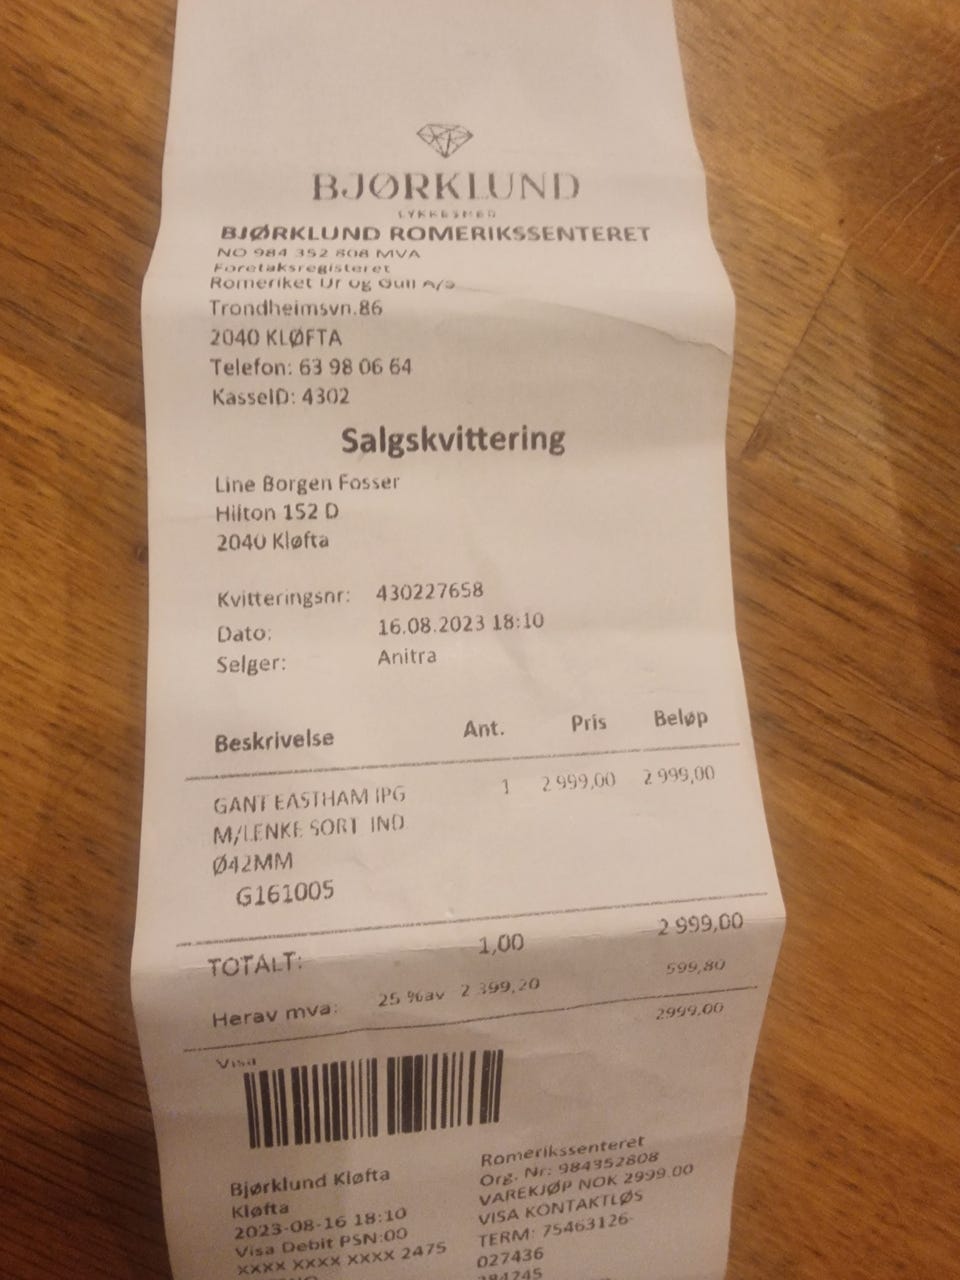 BJØRKLUND
LYKKESMED
BJØRKLUND ROMERIKSSENTERET
NO 984 352 808 MVA
Foretaksregisteret
Romeriket Ur og Gull A/S
Trondheimsvn.86
2040 KLØFTA
Telefon: 63 98 06 64
KasseID: 4302
Salgskvittering
Line Borgen Fosser
Hilton 152 D
2040 Kløfta
Kvitteringsnr: 430227658
Dato: 16.08.2023 18:10
Selger: Anitra
Beskrivelse Ant. Pris Beløp
GANT EASTHAM IPG 1 2 999,00 2 999,00
M/LENKE SORT IND.
Ø42MM
G161005
TOTALT: 1,00 2 999,00
Herav mva: 25 %av 2 399,20 599,80
Visa 2999.00
Bjørklund Kløfta
Kløfta
2023-08-16 18:10
Visa Debit PSN:00
XXXX XXXX XXXX 2475
Romerikssenteret
Org. Nr: 984352808
VAREKJØP NOK 2999.00
VISA KONTAKTLØS
TERM: 75463126-
027436